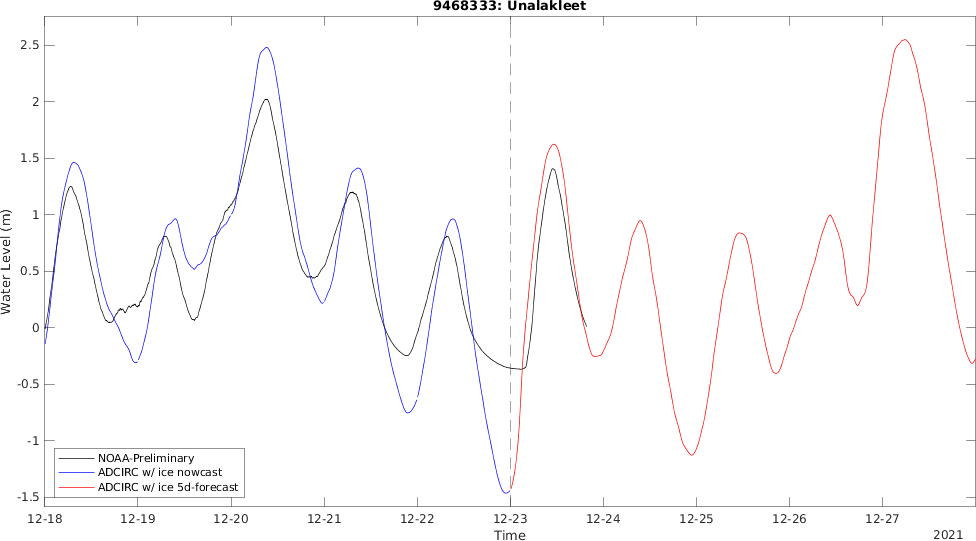 9468333: Unalakleet
Water Level (m)
2.5
2
1.5
1
0.5
0
-0.5
-1
-1.5
NOAA-Preliminary
ADCIRC w/ ice nowcast
ADCIRC w/ ice 5d-forecast
12-18 12-19 12-20 12-21 12-22 12-23 12-24 12-25 12-26 12-27
Time
2021